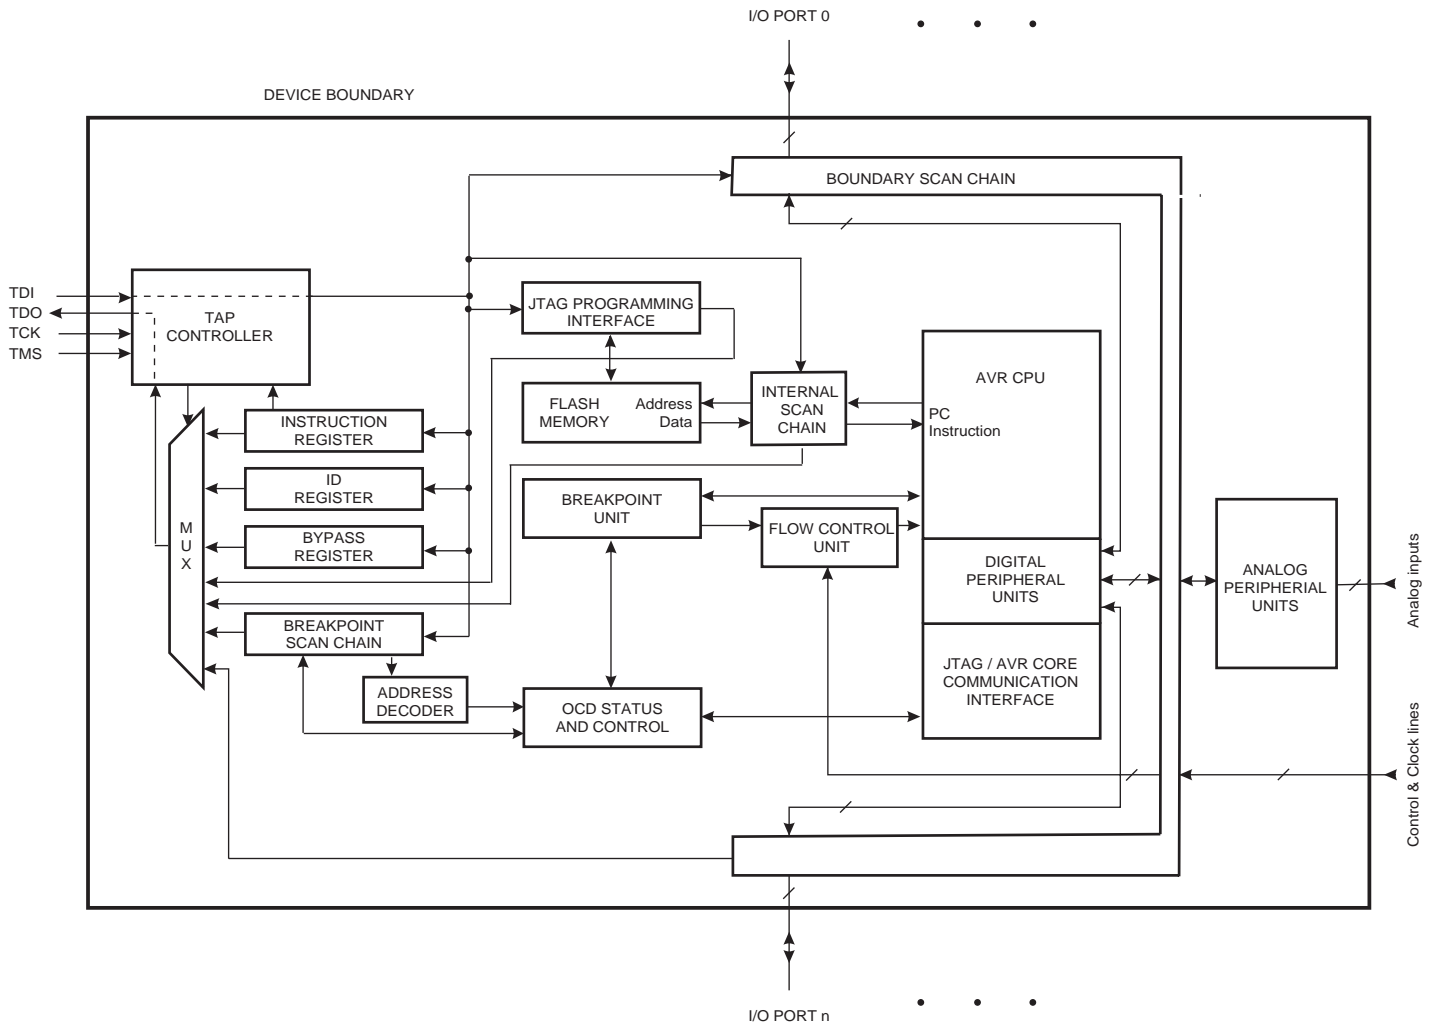 I/O PORT 0
DEVICE BOUNDARY
BOUNDARY SCAN CHAIN
TDI
TDO
TCK
TMS
TAP
CONTROLLER
JTAG PROGRAMMING
INTERFACE
FLASH
MEMORY
Address
Data
INTERNAL
SCAN
CHAIN
AVR CPU
PC
Instruction
INSTRUCTION
REGISTER
ID
REGISTER
BYPASS
REGISTER
M
U
X
BREAKPOINT
UNIT
FLOW CONTROL
UNIT
DIGITAL
PERIPHERAL
UNITS
ANALOG
PERIPHERIAL
UNITS
Analog inputs
BREAKPOINT
SCAN CHAIN
ADDRESS
DECODER
OCD STATUS
AND CONTROL
JTAG / AVR CORE
COMMUNICATION
INTERFACE
Control & Clock lines
I/O PORT n